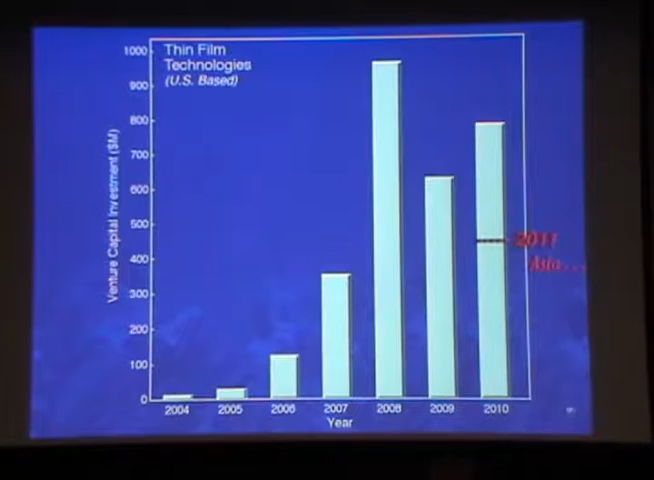 Thin Film
Technologies
(U.S. Based)
Venture Capital Investment ($M)
1000
900
800
700
600
500
400
300
200
100
0
2011
Asia...
2004 2005 2006 2007 2008 2009 2010
Year